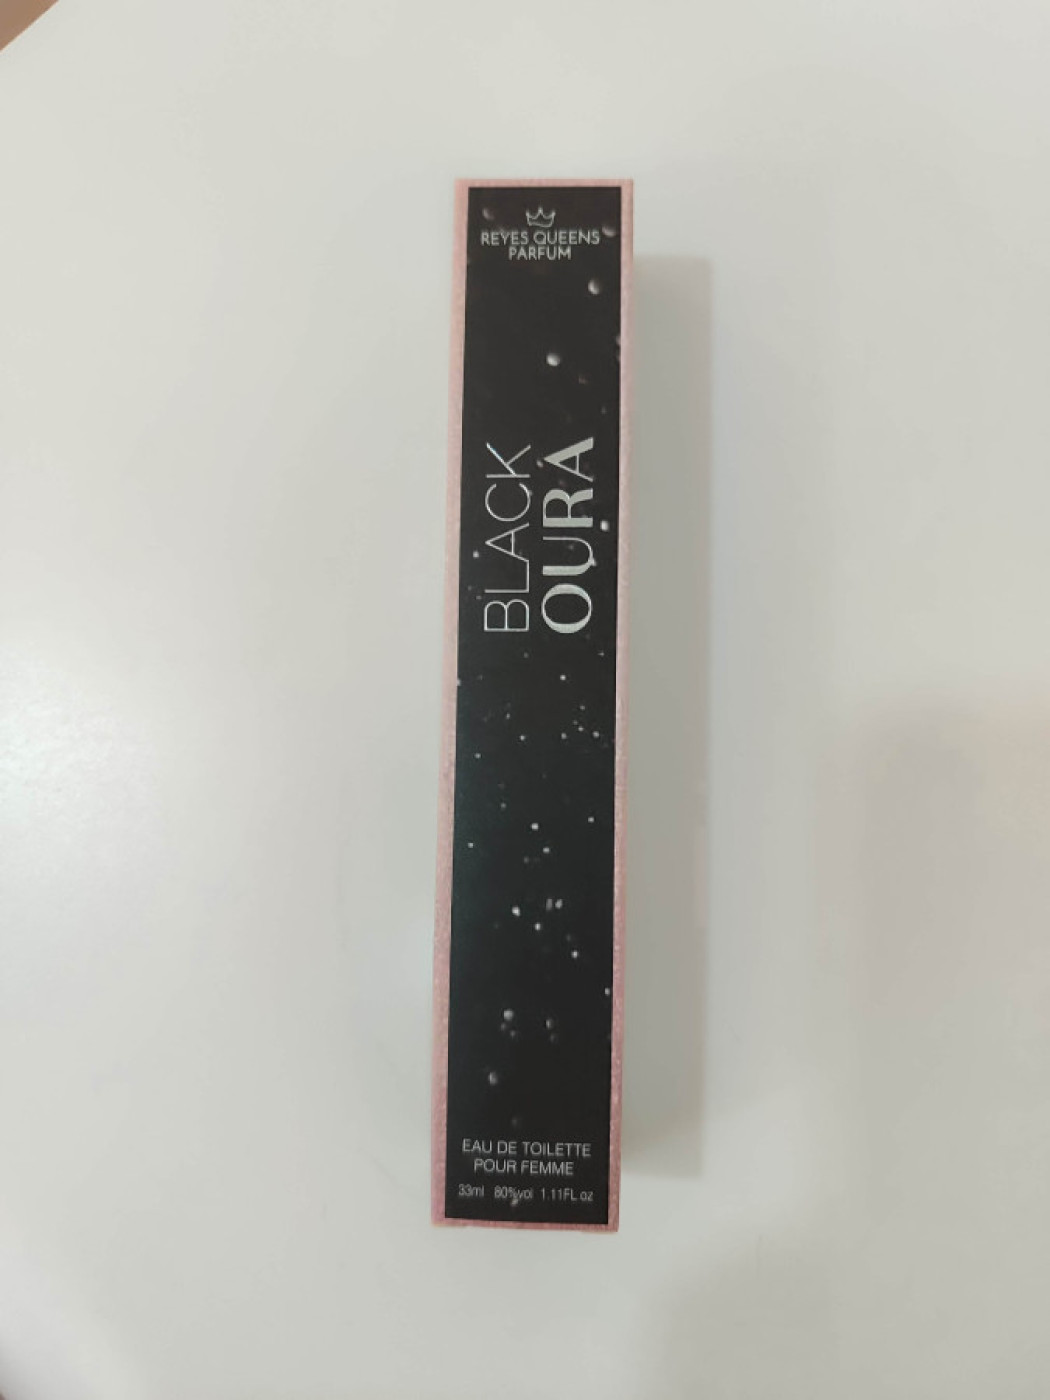 REYES QUEENS
PARFUM
BLACK
OURA
EAU DE TOILETTE
POUR FEMME
33ml 80%vol 1.11FL oz